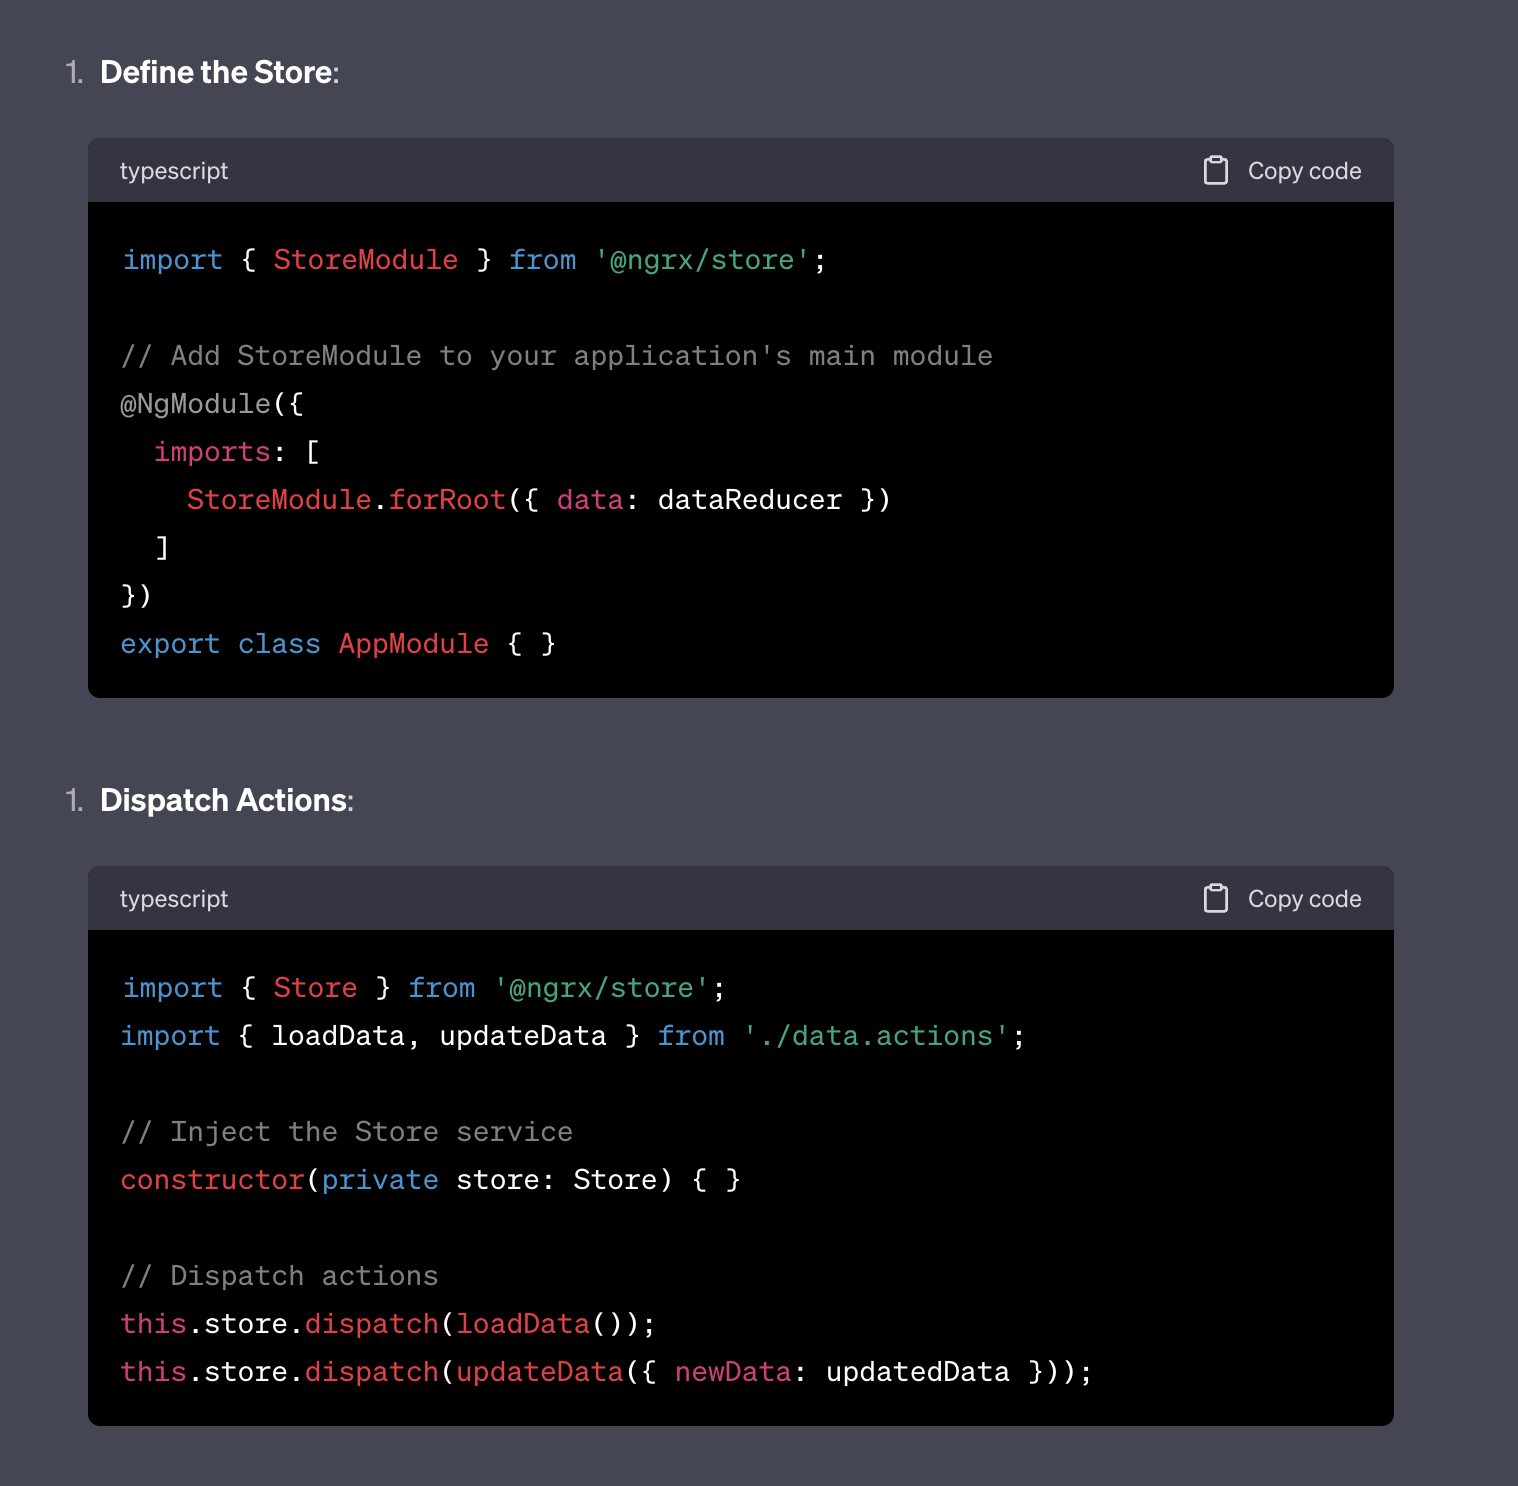 1. Define the Store:
typescript
Copy code
import { StoreModule } from '@ngrx/store';
// Add StoreModule to your application's main module
@NgModule({
  imports: [
    StoreModule.forRoot({ data: dataReducer })
  ]
})
export class AppModule { }
1. Dispatch Actions:
typescript
Copy code
import { Store } from '@ngrx/store';
import { loadData, updateData } from './data.actions';
// Inject the Store service
constructor(private store: Store) { }
// Dispatch actions
this.store.dispatch(loadData());
this.store.dispatch(updateData({ newData: updatedData }));